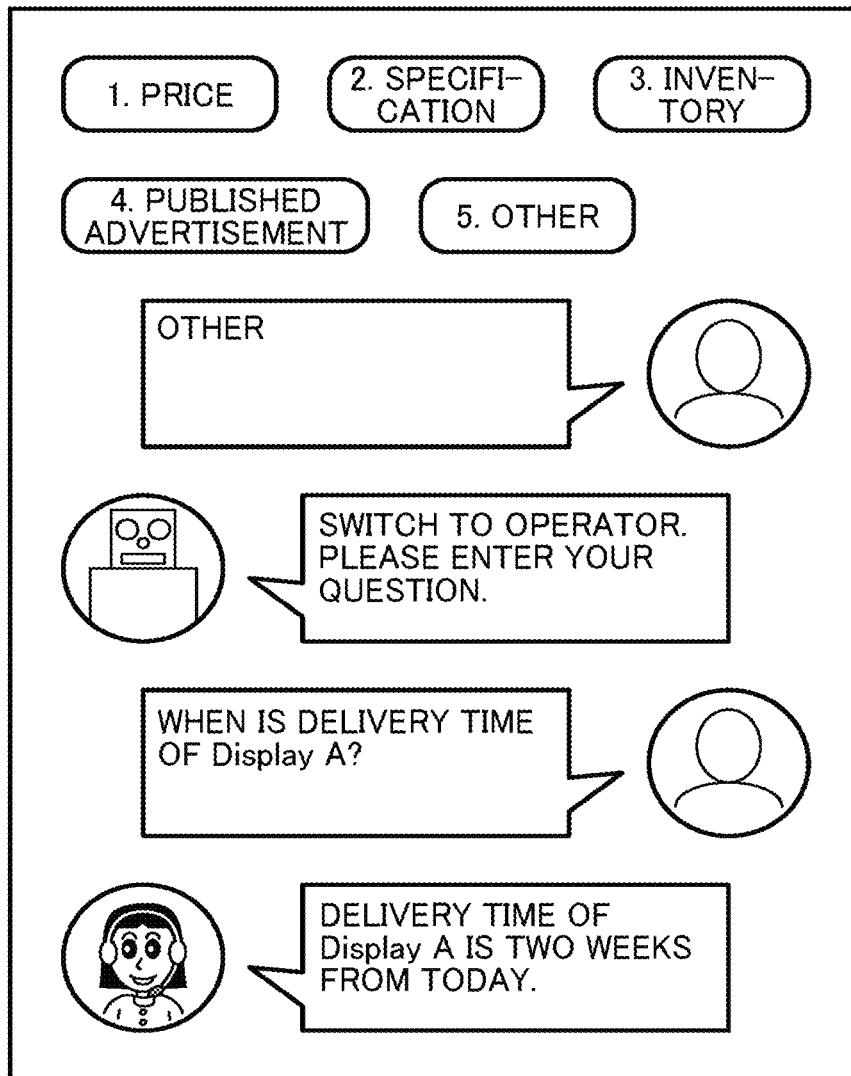 1. PRICE
2. SPECIFI-
CATION
3. INVEN-
TORY
4. PUBLISHED
ADVERTISEMENT
5. OTHER
OTHER
SWITCH TO OPERATOR.
PLEASE ENTER YOUR
QUESTION.
WHEN IS DELIVERY TIME
OF Display A?
DELIVERY TIME OF
Display A IS TWO WEEKS
FROM TODAY.